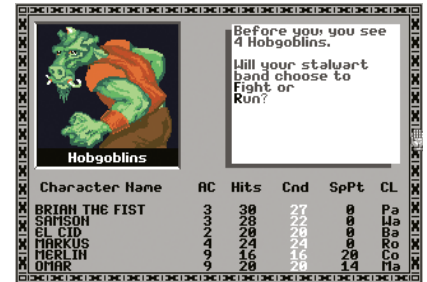 Before you, you see
4 Hobgoblins.
Will your stalwart
band choose to
Fight or
Run?
Hobgoblins
Character Name AC Hits Cnd SpPt CL
BRIAN THE FIST 3 30 27 0 Pa
SAMSON 3 28 22 0 Wa
EL CID 2 20 20 0 Ba
MARKUS 4 24 24 0 Ro
MERLIN 9 16 16 20 Co
OMAR 9 20 20 14 Ma